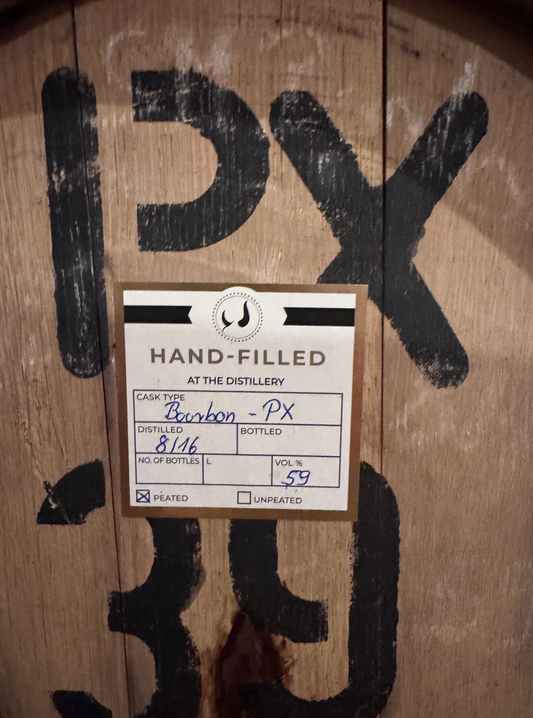 PX
HAND-FILLED
AT THE DISTILLERY
CASK TYPE
Bourbon - PX
DISTILLED BOTTLED
8/16
NO. OF BOTTLES L VOL %
59
PEATED UNPEATED
39